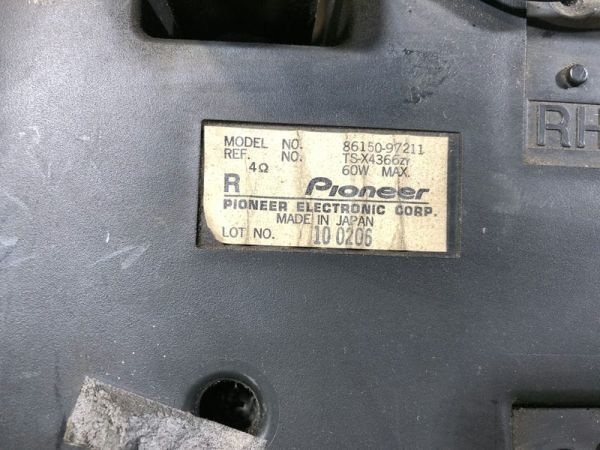 MODEL NO. 86150-97211
REF. NO. TS-X4366ZY
4Ω 60W MAX.
R Pioneer
PIONEER ELECTRONIC CORP.
MADE IN JAPAN
LOT NO. 10 0206
RH